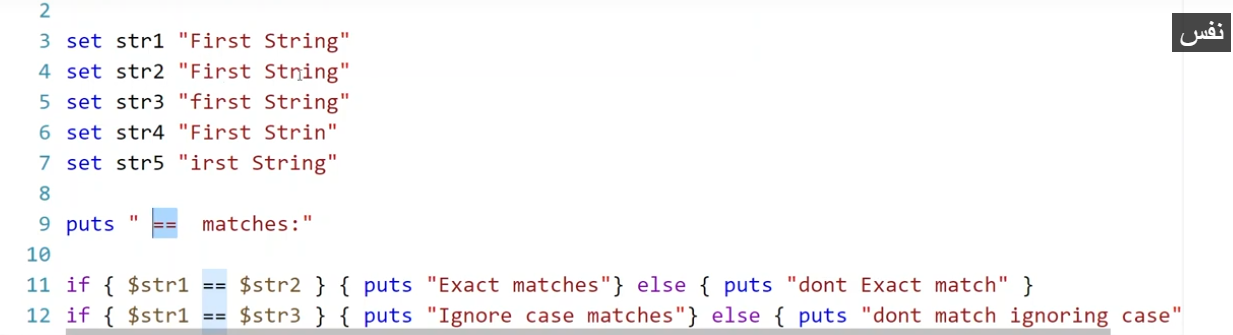 نفس
2
3 set str1 "First String"
4 set str2 "First String"
5 set str3 "first String"
6 set str4 "First Strin"
7 set str5 "irst String"
8
9 puts " ==  matches:"
10
11 if { $str1 == $str2 } { puts "Exact matches"} else { puts "dont Exact match" }
12 if { $str1 == $str3 } { puts "Ignore case matches"} else { puts "dont match ignoring case"